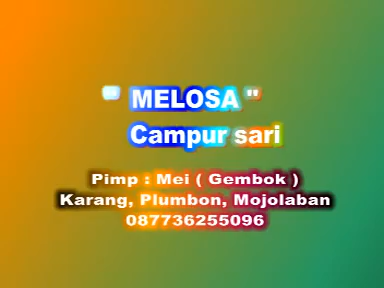 " MELOSA "
Campur sari
Pimp : Mei ( Gembok )
Karang, Plumbon, Mojolaban
087736255096